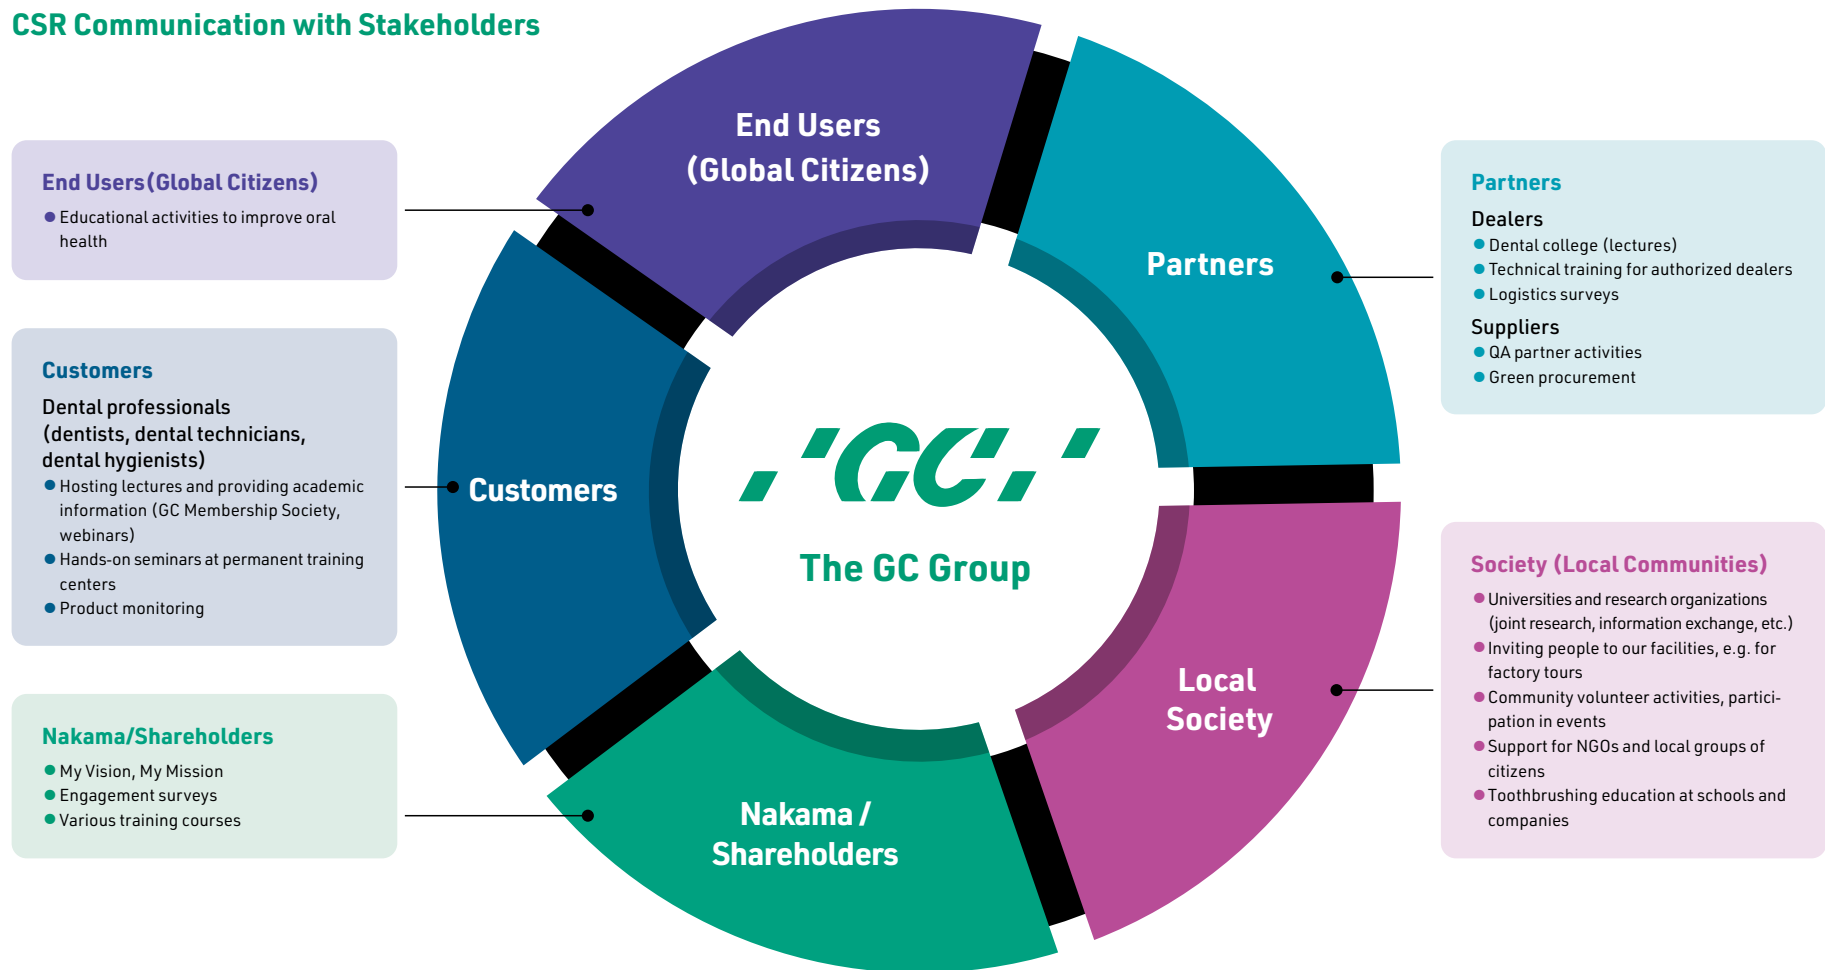 CSR Communication with Stakeholders
End Users(Global Citizens)
● Educational activities to improve oral
health
Customers
Dental professionals
(dentists, dental technicians,
dental hygienists)
● Hosting lectures and providing academic
information (GC Membership Society,
webinars)
● Hands-on seminars at permanent training
centers
● Product monitoring
Nakama/Shareholders
● My Vision, My Mission
● Engagement surveys
● Various training courses
End Users
(Global Citizens)
Partners
Customers
GC
The GC Group
Local
Society
Nakama /
Shareholders
Partners
Dealers
● Dental college (lectures)
● Technical training for authorized dealers
● Logistics surveys
Suppliers
● QA partner activities
● Green procurement
Society (Local Communities)
● Universities and research organizations
(joint research, information exchange, etc.)
● Inviting people to our facilities, e.g. for
factory tours
● Community volunteer activities, partici-
pation in events
● Support for NGOs and local groups of
citizens
● Toothbrushing education at schools and
companies